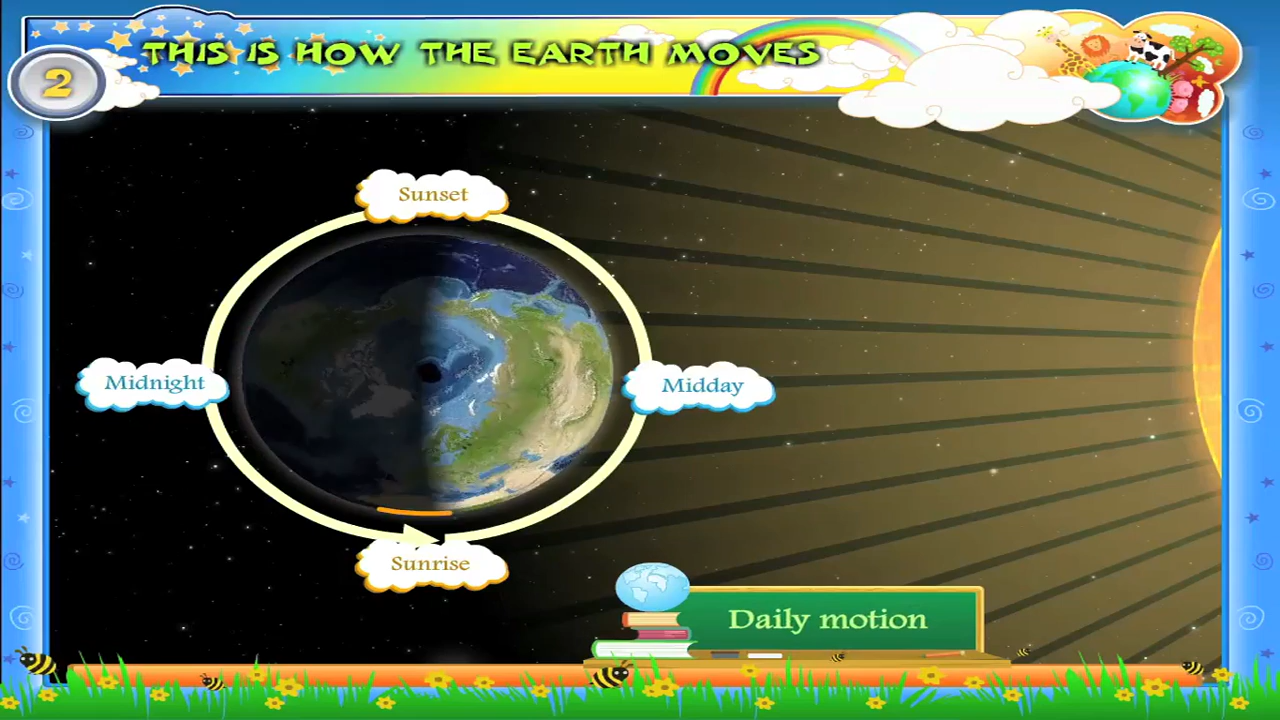 THIS IS HOW THE EARTH MOVES
2
Sunset
Midnight
Midday
Sunrise
Daily motion